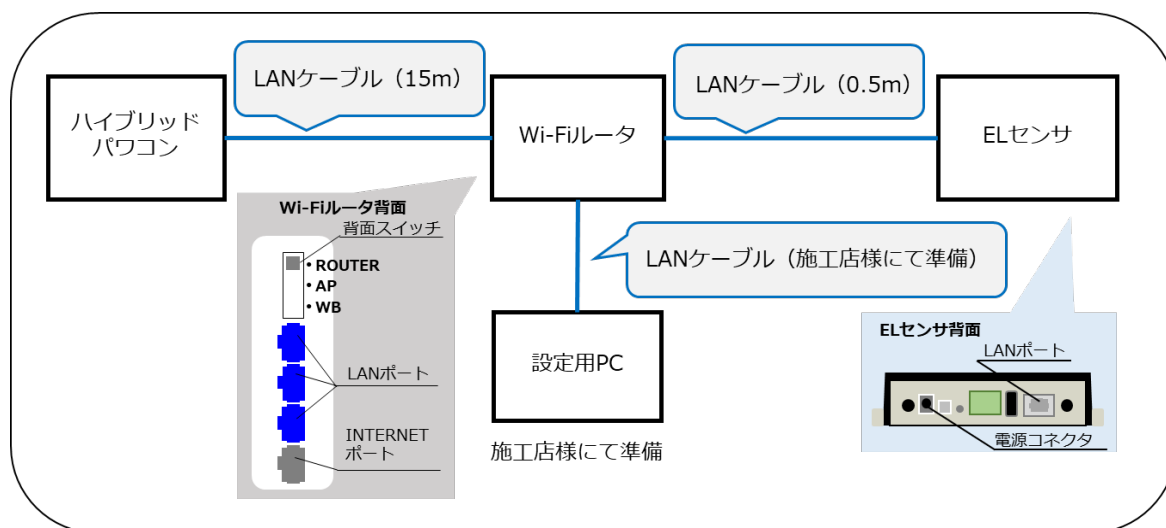 LANケーブル（15m）
LANケーブル（0.5m）
ハイブリッド
パワコン
Wi-Fiルータ
ELセンサ
Wi-Fiルータ背面
背面スイッチ
• ROUTER
• AP
• WB
LANポート
INTERNET
ポート
LANケーブル（施工店様にて準備）
設定用PC
施工店様にて準備
ELセンサ背面
LANポート
電源コネクタ